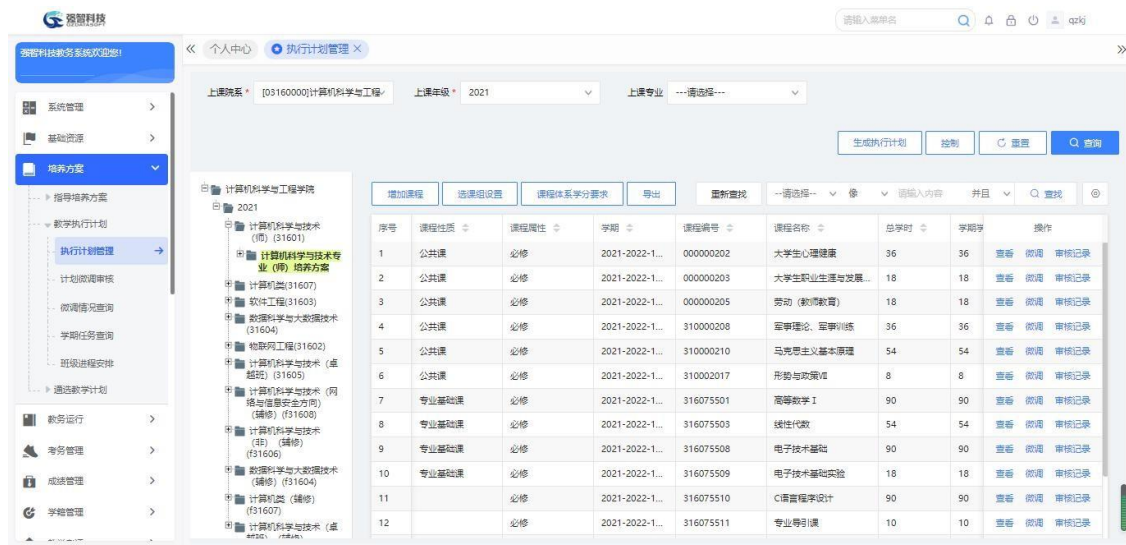 强智科技
请输入菜单名
qzkj
强智科技教务系统欢迎您!
个人中心
执行计划管理
系统管理
基础资源
培养方案
指导培养方案
教学执行计划
执行计划管理
计划微调审核
微调情况查询
学期任务查询
班级进程安排
通选教学计划
教务运行
考务管理
成绩管理
学籍管理
上课院系 * [03160000]计算机科学与工程
上课年级 * 2021
上课专业 ---请选择---
生成执行计划 控制 重置 查询
计算机科学与工程学院
2021
计算机科学与技术
(师) (31601)
计算机科学与技术专
业（师）培养方案
计算机类(31607)
软件工程(31603)
数据科学与大数据技术
(31604)
物联网工程(31602)
计算机科学与技术（卓
越班）(31605)
计算机科学与技术（网
络与信息安全方向）
(辅修) (f31608)
计算机科学与技术
(非) (辅修)
(f31606)
数据科学与大数据技术
(辅修) (f31604)
计算机类（辅修）
(f31607)
计算机科学与技术（卓
增加课程 选课组设置 课程体系学分要求 导出 重新查找 --请选择-- 像 请输入内容 并且 查找
序号 课程性质 课程属性 学期 课程编号 课程名称 总学时 学期学 操作
1 公共课 必修 2021-2022-1... 000000202 大学生心理健康 36 36 查看 微调 审核记录
2 公共课 必修 2021-2022-1... 000000203 大学生职业生涯与发展... 18 18 查看 微调 审核记录
3 公共课 必修 2021-2022-1... 000000205 劳动（教师教育） 18 18 查看 微调 审核记录
4 公共课 必修 2021-2022-1... 310000208 军事理论、军事训练 36 36 查看 微调 审核记录
5 公共课 必修 2021-2022-1... 310000210 马克思主义基本原理 54 54 查看 微调 审核记录
6 公共课 必修 2021-2022-1... 310002017 形势与政策Ⅶ 8 8 查看 微调 审核记录
7 专业基础课 必修 2021-2022-1... 316075501 高等数学 I 90 90 查看 微调 审核记录
8 专业基础课 必修 2021-2022-1... 316075503 线性代数 54 54 查看 微调 审核记录
9 专业基础课 必修 2021-2022-1... 316075508 电子技术基础 90 90 查看 微调 审核记录
10 专业基础课 必修 2021-2022-1... 316075509 电子技术基础实验 18 18 查看 微调 审核记录
11 必修 2021-2022-1... 316075510 C语言程序设计 90 90 查看 微调 审核记录
12 必修 2021-2022-1... 316075511 专业导引课 10 10 查看 微调 审核记录